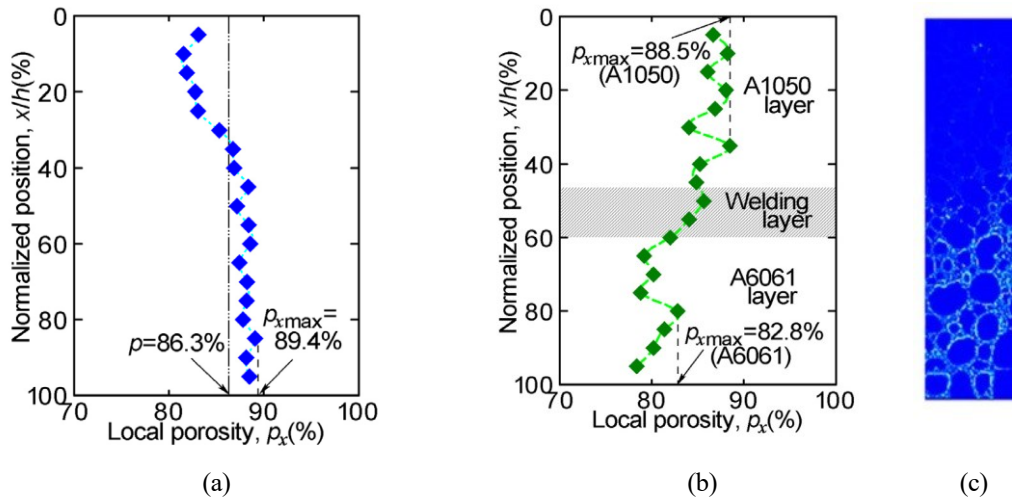 0
20
40
60
80
100
Normalized position, x/h(%)
p=86.3%
pxmax=
89.4%
70
80
90
100
Local porosity, px(%)
(a)
0
20
40
60
80
100
Normalized position, x/h(%)
pxmax=88.5%
(A1050)
A1050
layer
Welding
layer
A6061
layer
pxmax=82.8%
(A6061)
70
80
90
100
Local porosity, px(%)
(b)
(c)